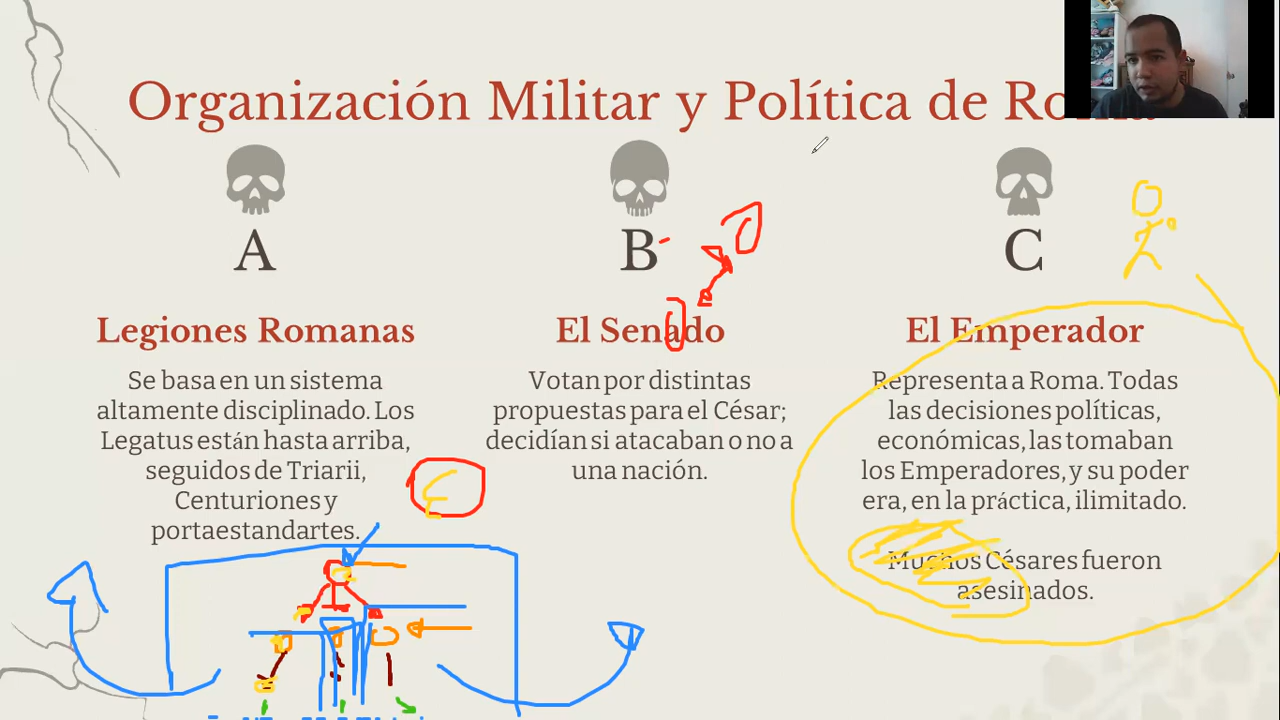 Organización Militar y Política de Roma
A
B
C
Legiones Romanas
El Senado
El Emperador
Se basa en un sistema
altamente disciplinado. Los
Legatus están hasta arriba,
seguidos de Triarii,
Centuriones y
portaestandartes.
Votan por distintas
propuestas para el César;
decidían si atacaban o no a
una nación.
Representa a Roma. Todas
las decisiones políticas,
económicas, las tomaban
los Emperadores, y su poder
era, en la práctica, ilimitado.
Muchos Césares fueron
asesinados.